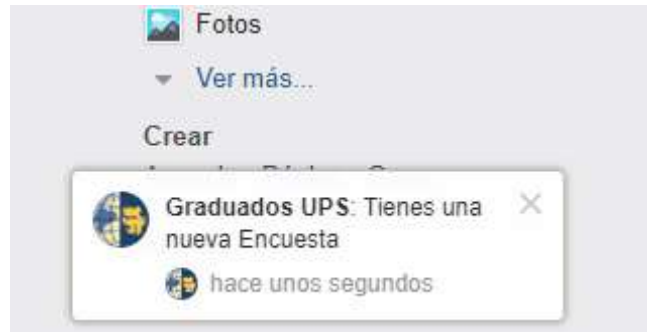 Fotos
Ver más...
Crear
Graduados UPS: Tienes una
nueva Encuesta
hace unos segundos